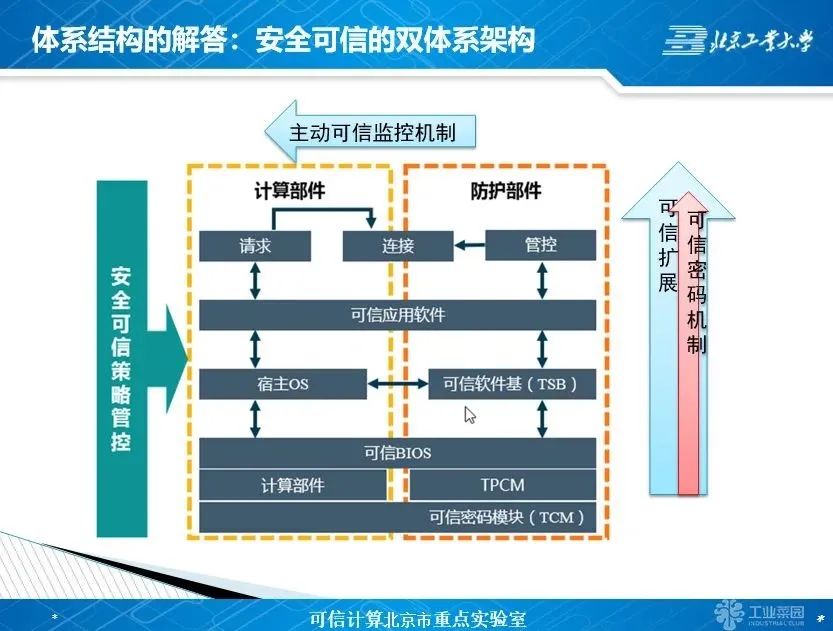 体系结构的解答：安全可信的双体系架构
北京工业大学
主动可信监控机制
计算部件
防护部件
请求
连接
管控
可信应用软件
宿主OS
可信软件基（TSB）
可信BIOS
计算部件
TPCM
可信密码模块（TCM）
安全可信策略管控
可信扩展
可信密码机制
*
可信计算北京市重点实验室
工业菜园
INDUSTRIAL CLUB
*